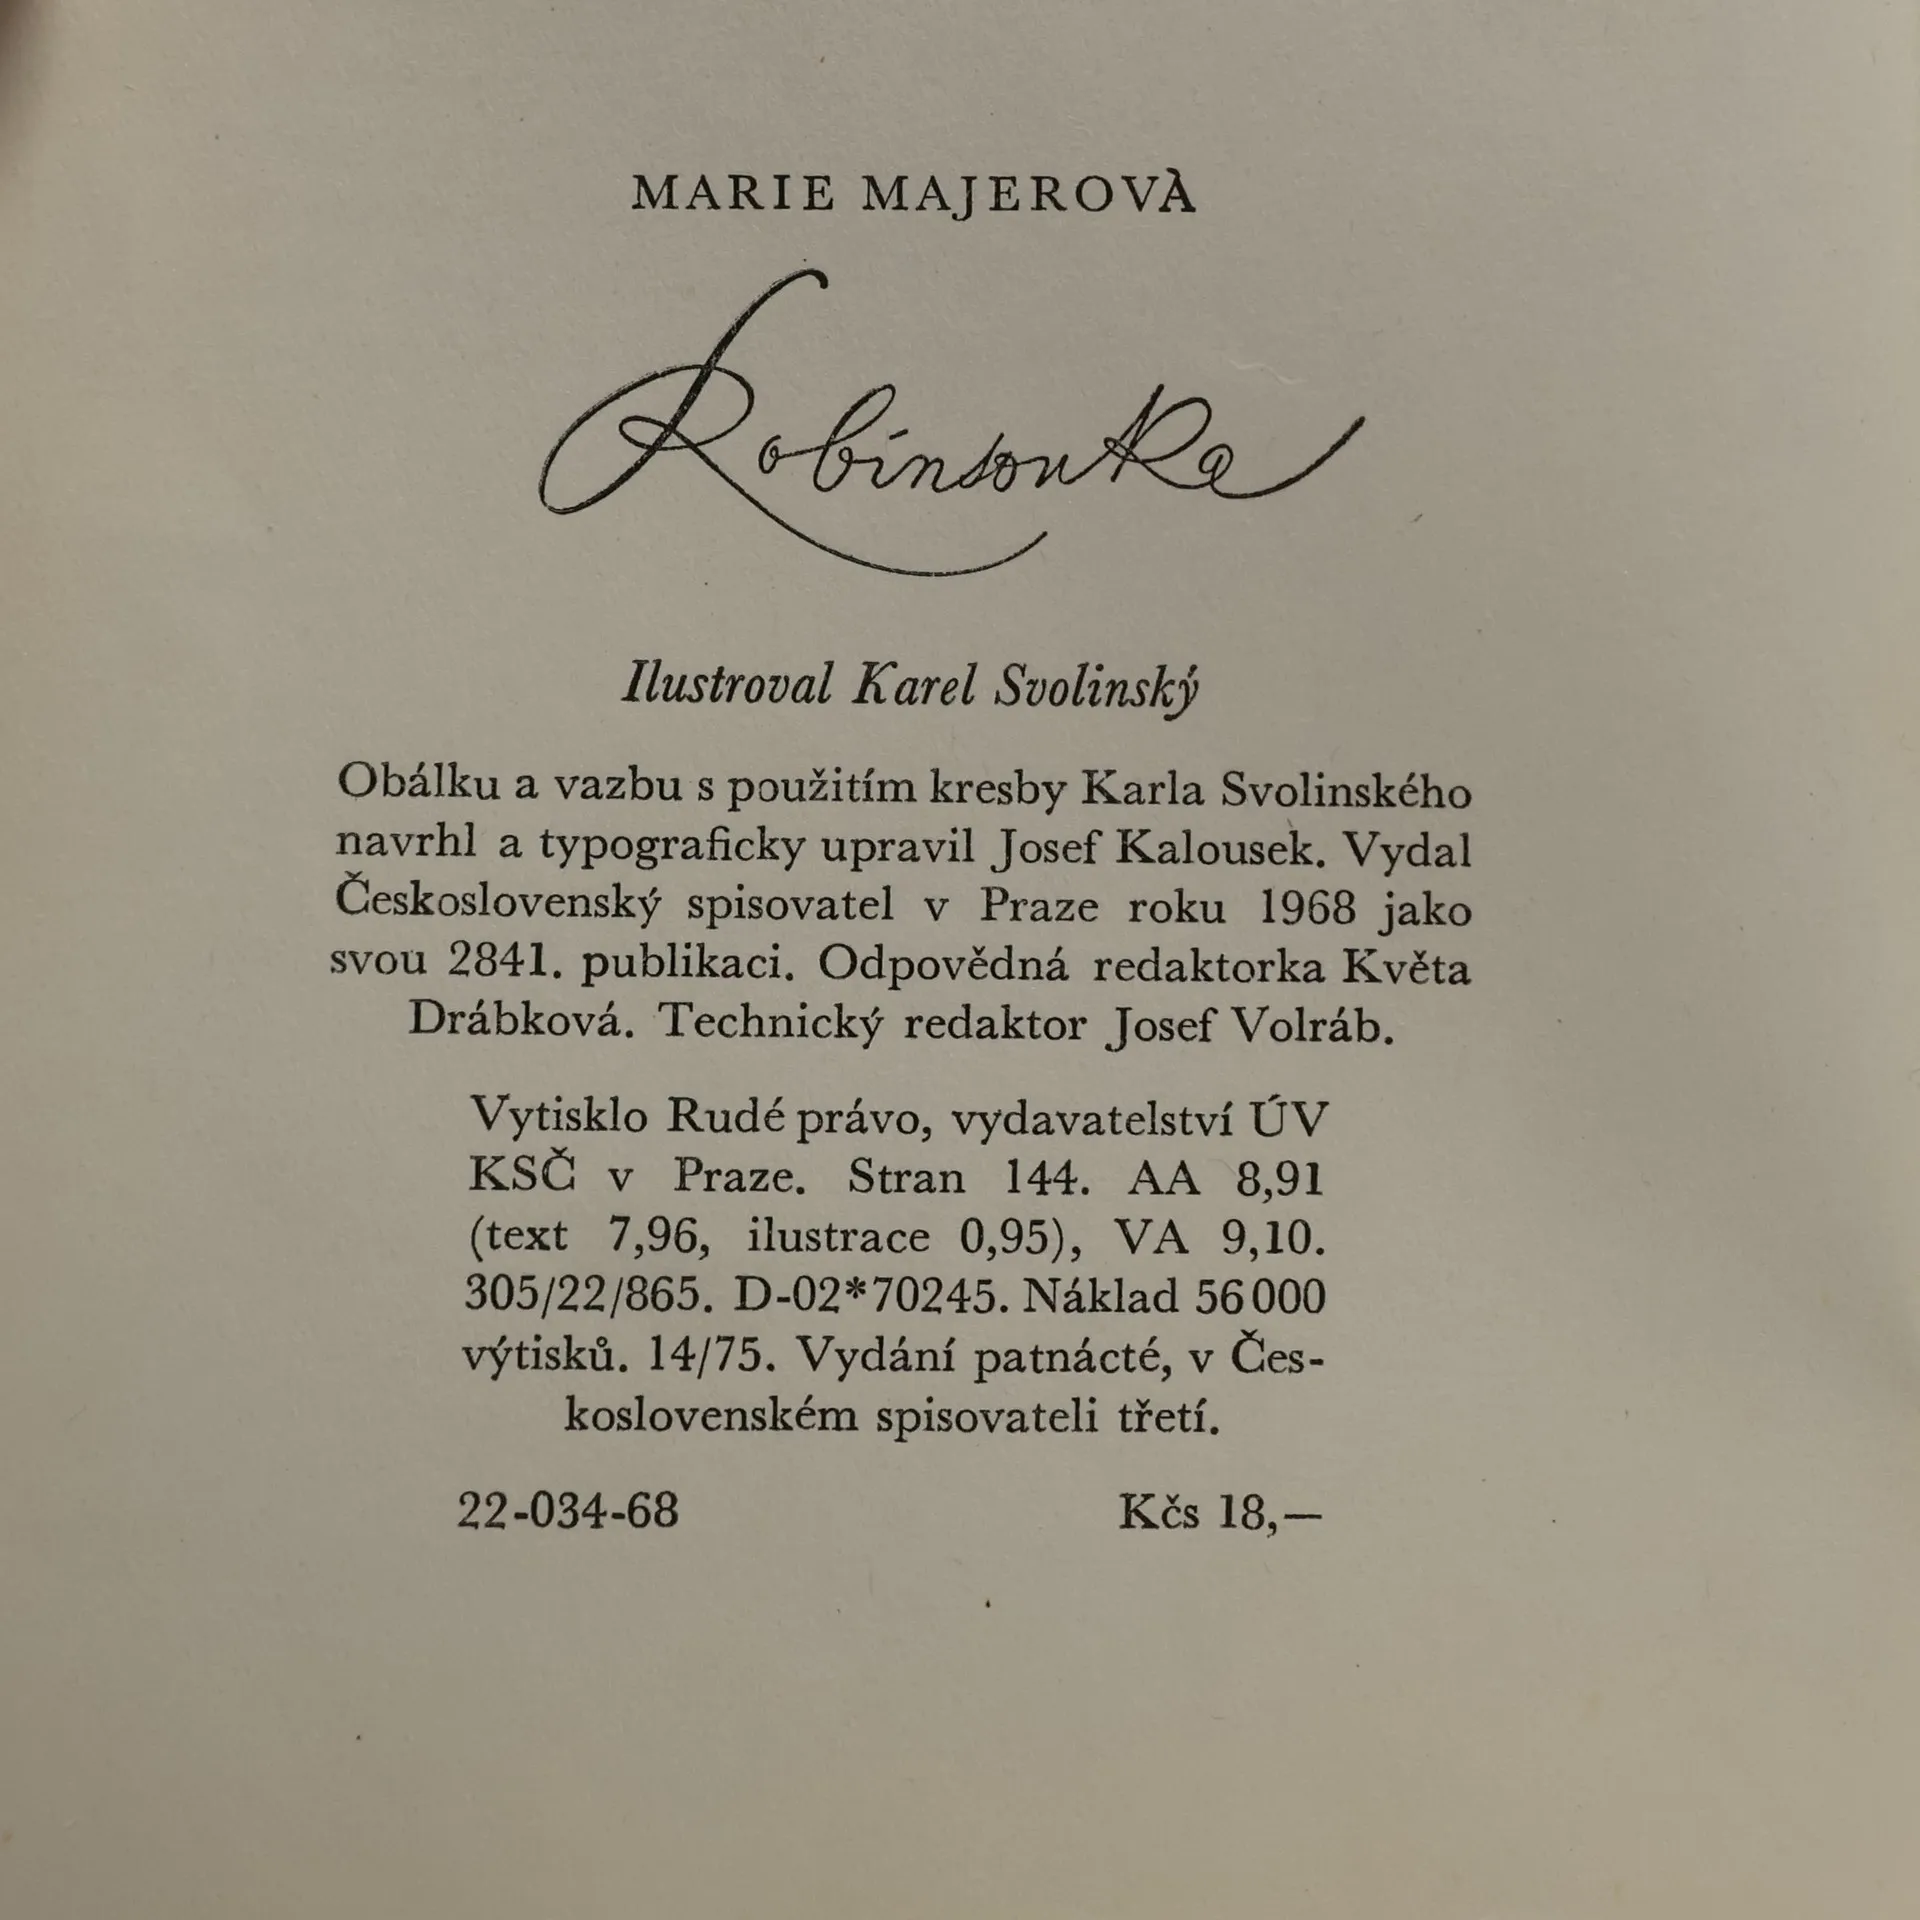 MARIE MAJEROVÀ
Robinsonka
Ilustroval Karel Svolinský
Obálku a vazbu s použitím kresby Karla Svolinského
navrhl a typograficky upravil Josef Kalousek. Vydal
Československý spisovatel v Praze roku 1968 jako
svou 2841. publikaci. Odpovědná redaktorka Květa
Drábková. Technický redaktor Josef Volráb.
Vytisklo Rudé právo, vydavatelství ÚV
KSČ v Praze. Stran 144. AA 8,91
(text 7,96, ilustrace 0,95), VA 9,10.
305/22/865. D-02*70245. Náklad 56 000
výtisků. 14/75. Vydání patnácté, v Čes-
koslovenském spisovateli třetí.
22-034-68 Kčs 18,—